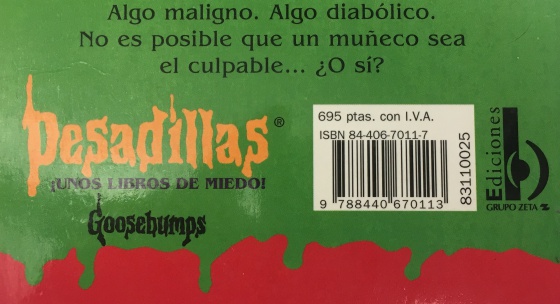 Algo maligno. Algo diabólico.
No es posible que un muñeco sea
el culpable... ¿O sí?
Pesadillas®
¡UNOS LIBROS DE MIEDO!
Goosebumps
695 ptas. con I.V.A.
ISBN 84-406-7011-7
9 788440 670113
83110025
Ediciones
GRUPO ZETA